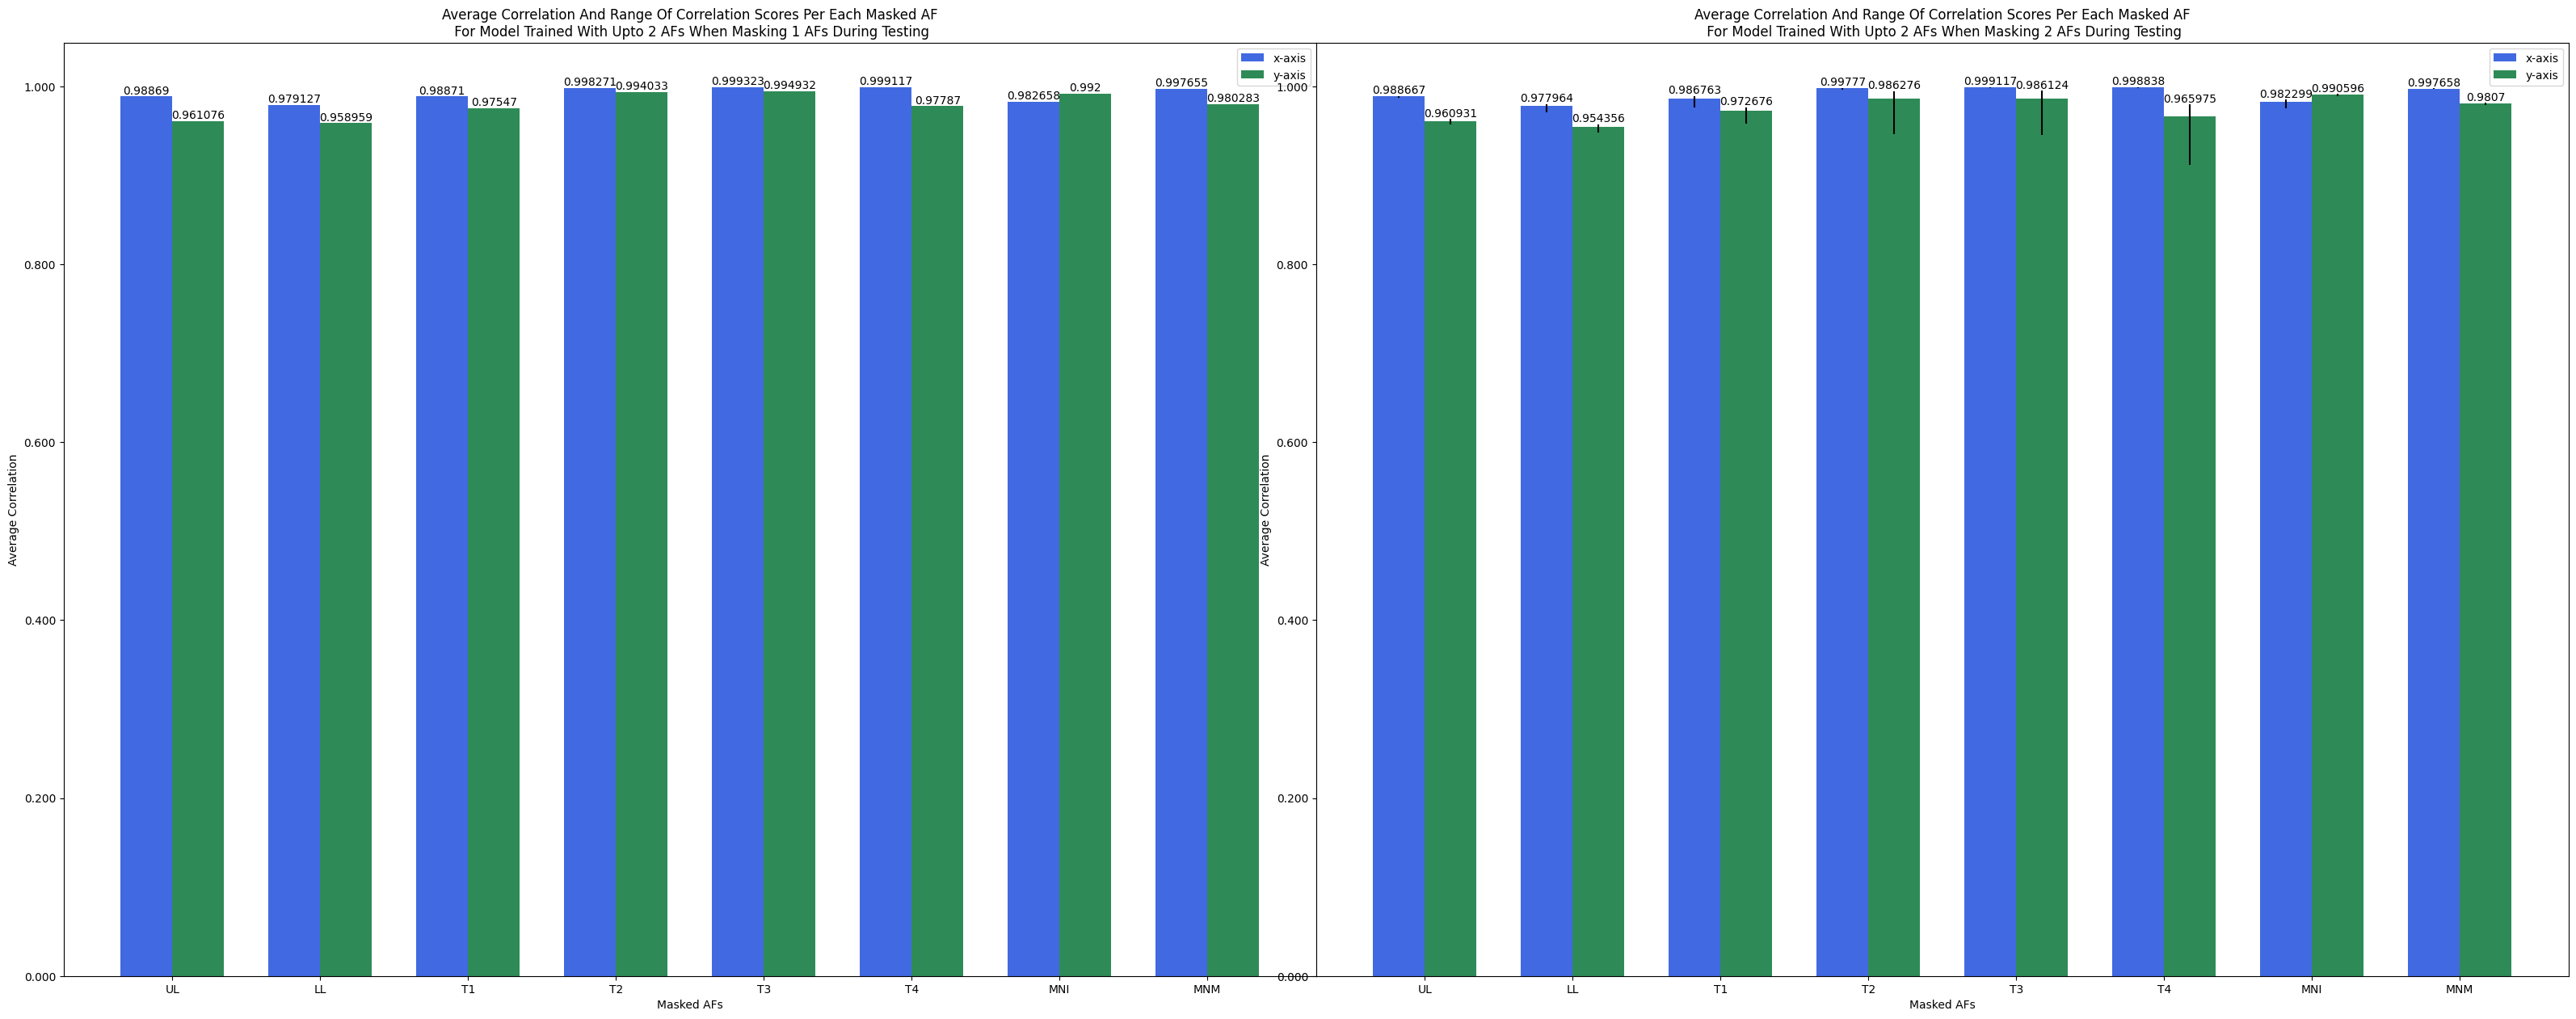 Average Correlation And Range Of Correlation Scores Per Each Masked AF
For Model Trained With Upto 2 AFs When Masking 1 AFs During Testing
x-axis
y-axis
1.000
0.800
0.600
0.400
0.200
0.000
Average Correlation
0.98869
0.961076
0.979127
0.958959
0.98871
0.97547
0.998271
0.994033
0.999323
0.994932
0.999117
0.97787
0.982658
0.992
0.997655
0.980283
UL
LL
T1
T2
T3
T4
MNI
MNM
Masked AFs
Average Correlation And Range Of Correlation Scores Per Each Masked AF
For Model Trained With Upto 2 AFs When Masking 2 AFs During Testing
x-axis
y-axis
1.000
0.800
0.600
0.400
0.200
0.000
Average Correlation
0.988667
0.960931
0.977964
0.954356
0.986763
0.972676
0.99777
0.986276
0.999117
0.986124
0.998838
0.965975
0.982299
0.990596
0.997658
0.9807
UL
LL
T1
T2
T3
T4
MNI
MNM
Masked AFs